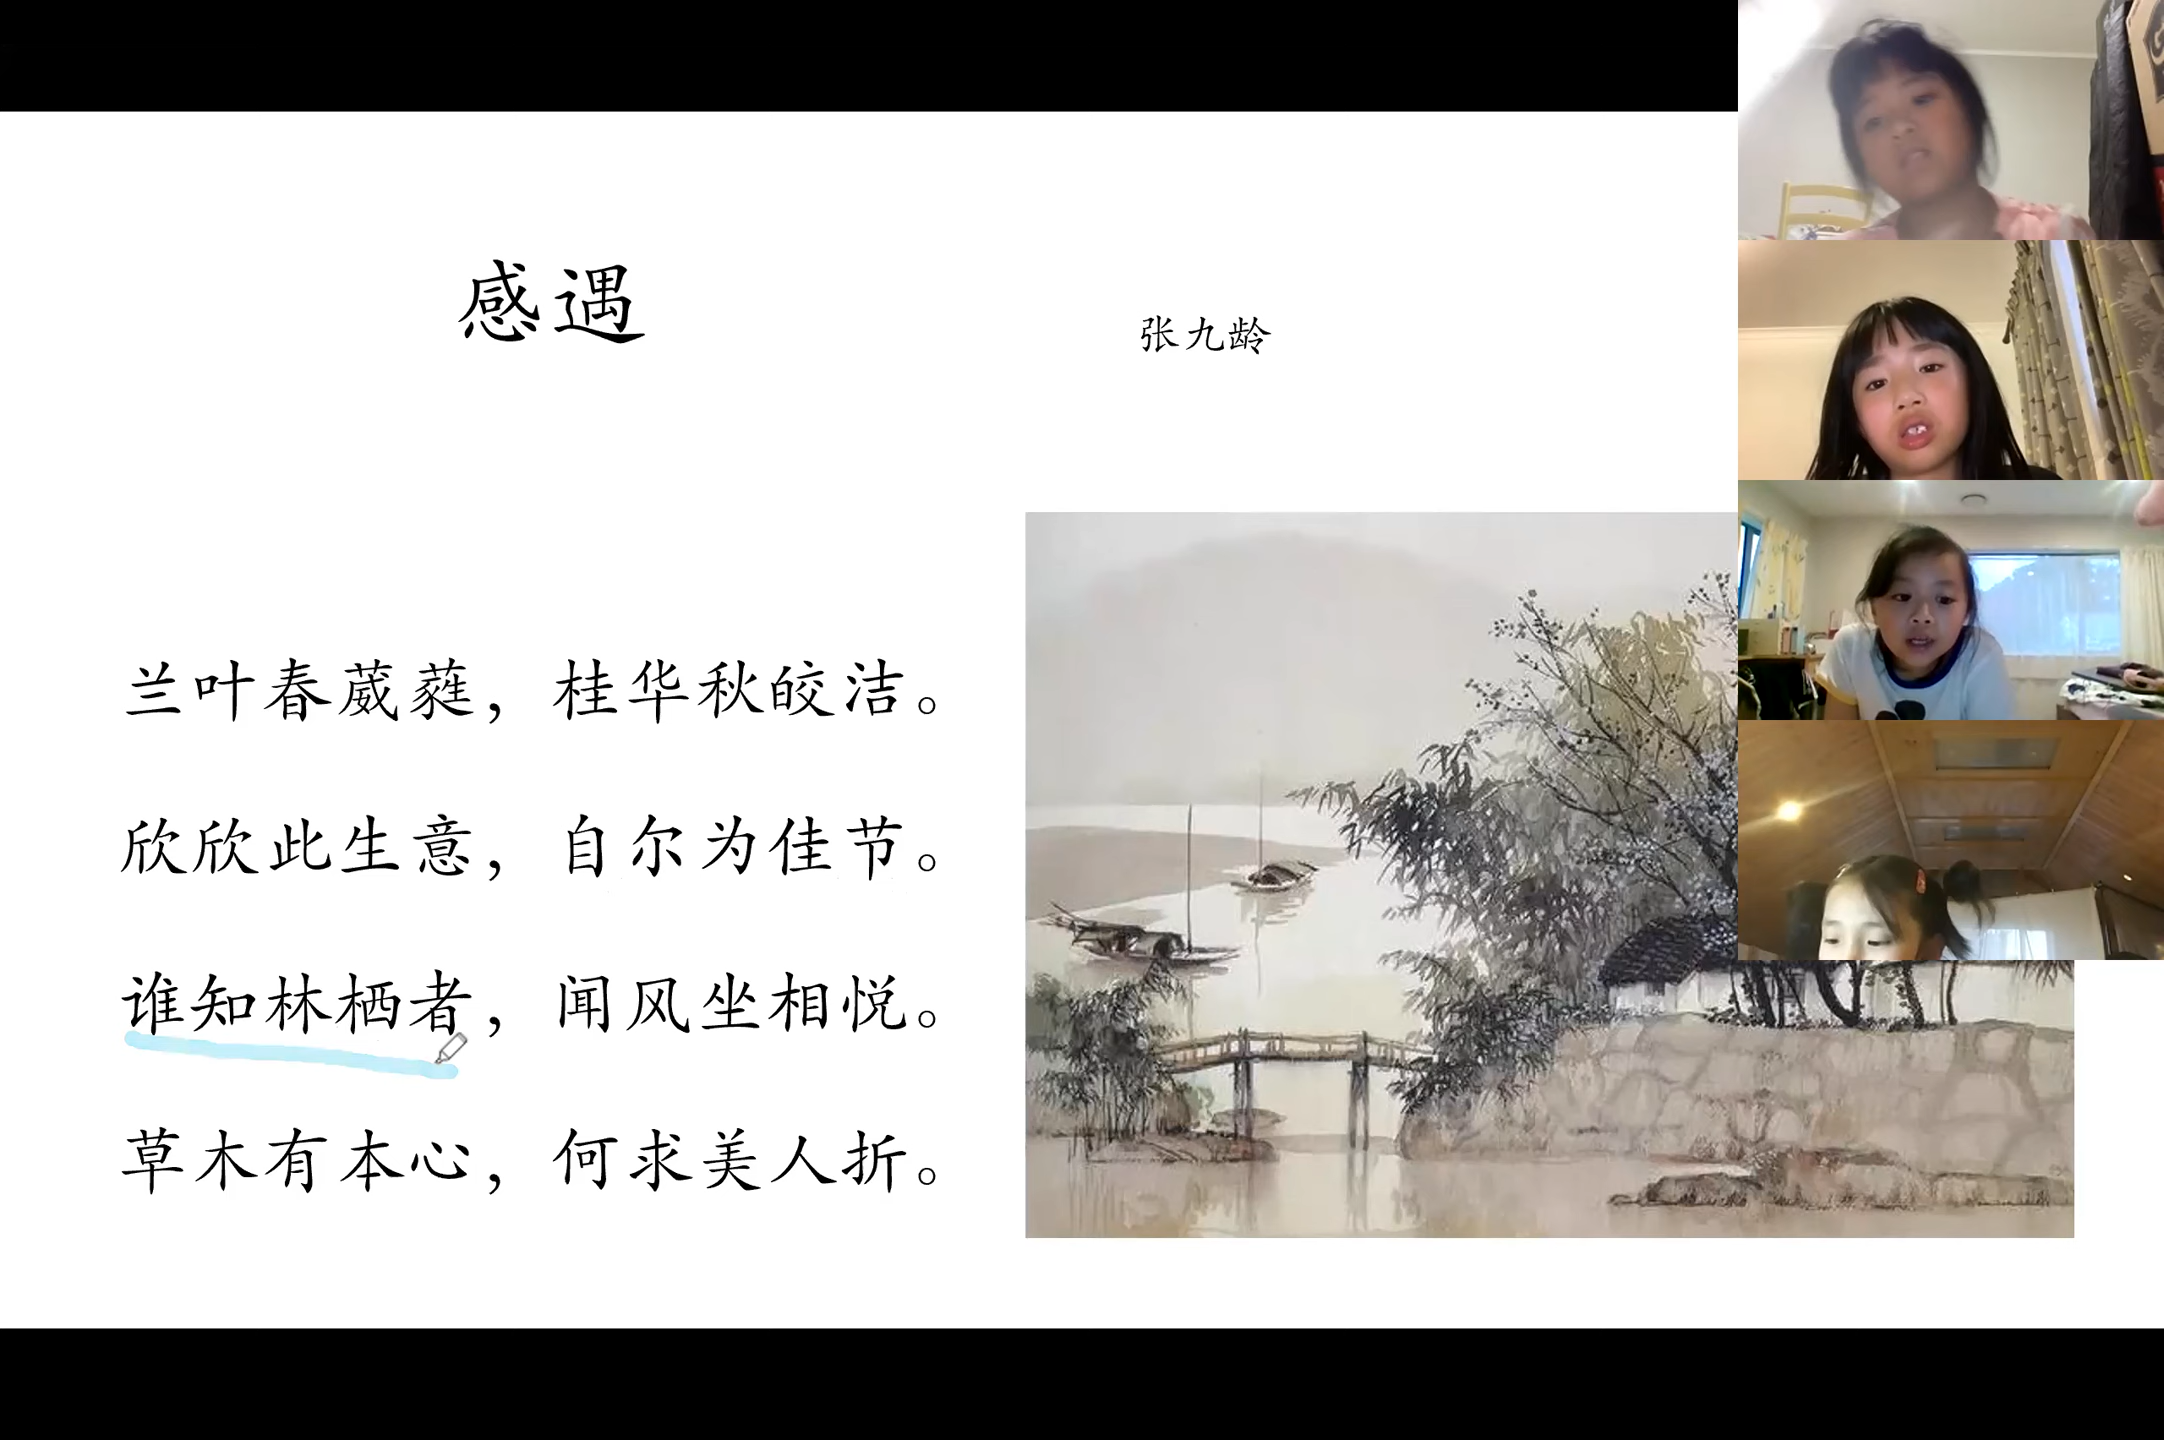 感遇
张九龄
兰叶春葳蕤，桂华秋皎洁。
欣欣此生意，自尔为佳节。
谁知林栖者，闻风坐相悦。
草木有本心，何求美人折。